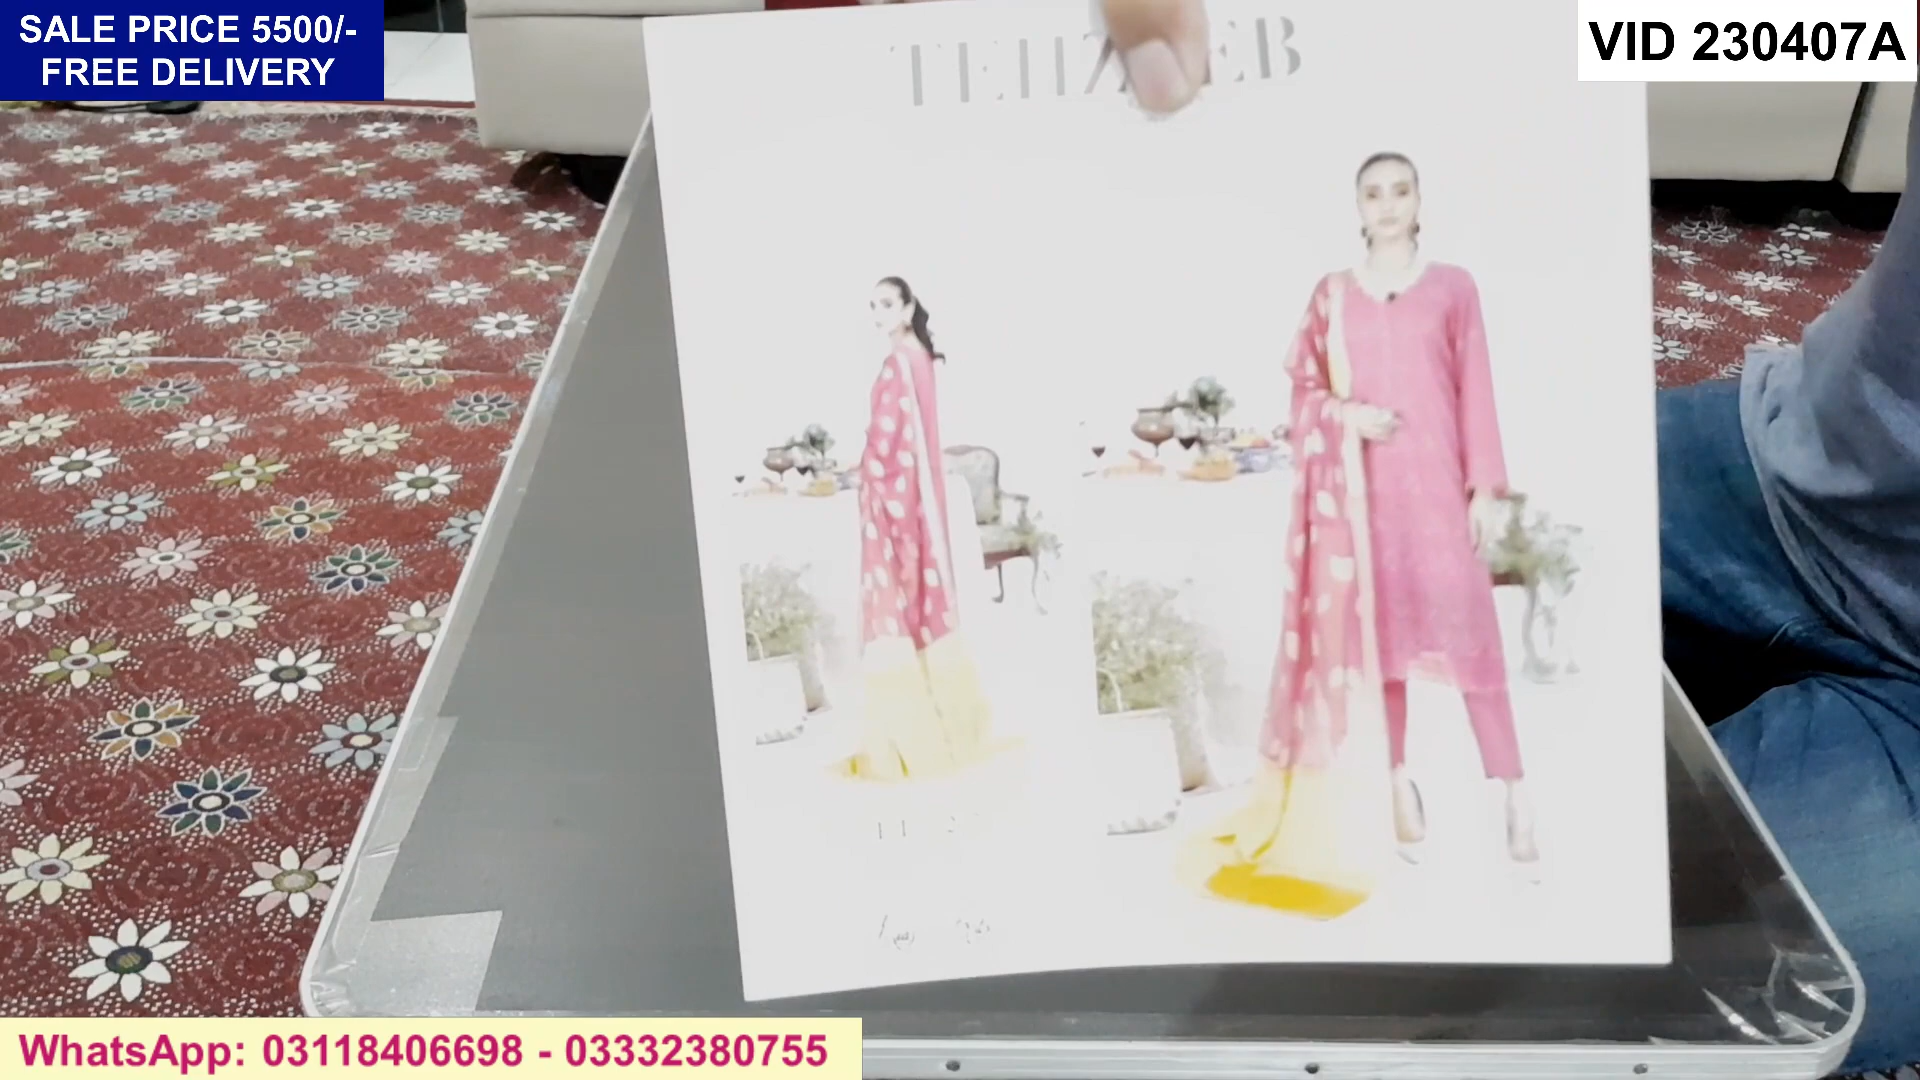 SALE PRICE 5500/-
FREE DELIVERY
VID 230407A
WhatsApp: 03118406698 - 03332380755